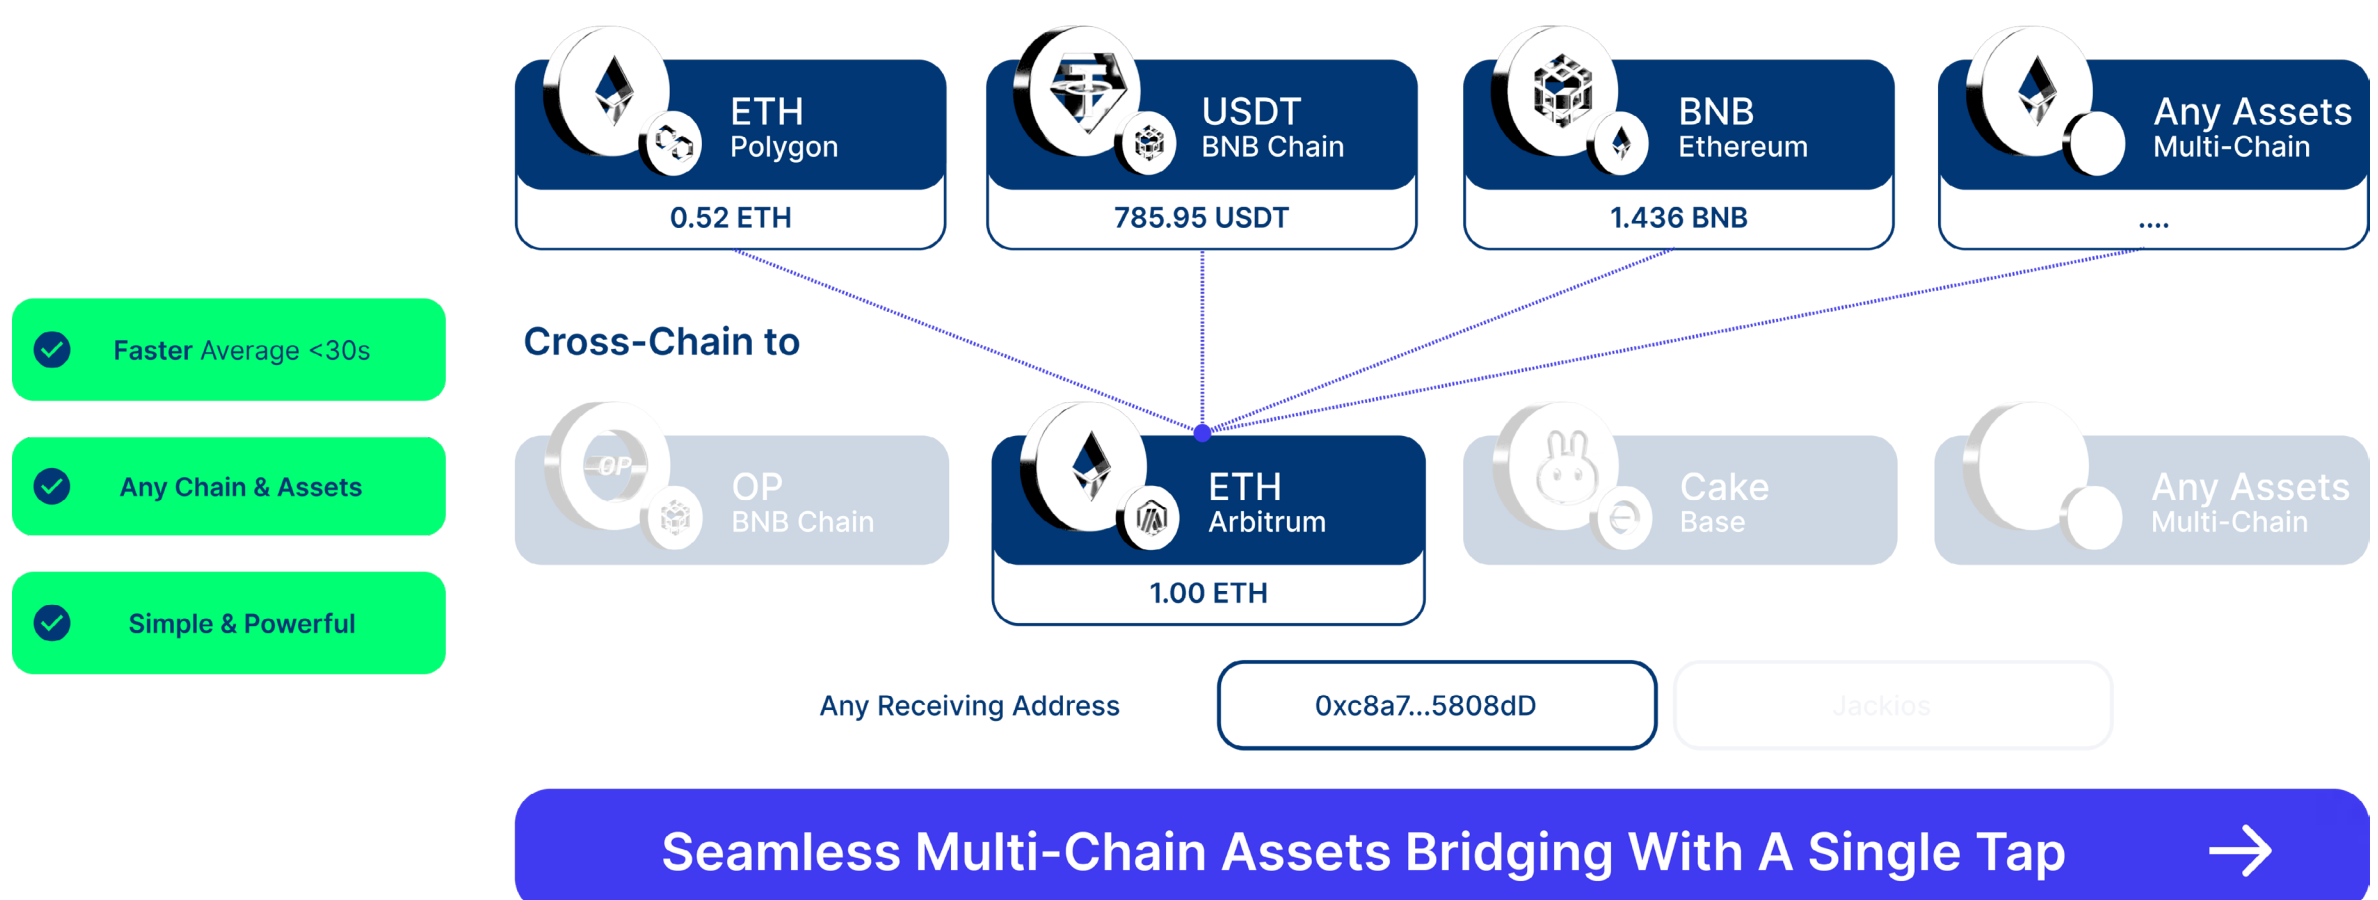 ETH
Polygon
0.52 ETH
USDT
BNB Chain
785.95 USDT
BNB
Ethereum
1.436 BNB
Any Assets
Multi-Chain
....
Faster Average <30s
Any Chain & Assets
Simple & Powerful
Cross-Chain to
OP
OP
BNB Chain
ETH
Arbitrum
1.00 ETH
Cake
Base
Any Assets
Multi-Chain
Any Receiving Address
0xc8a7...5808dD
Jackios
Seamless Multi-Chain Assets Bridging With A Single Tap